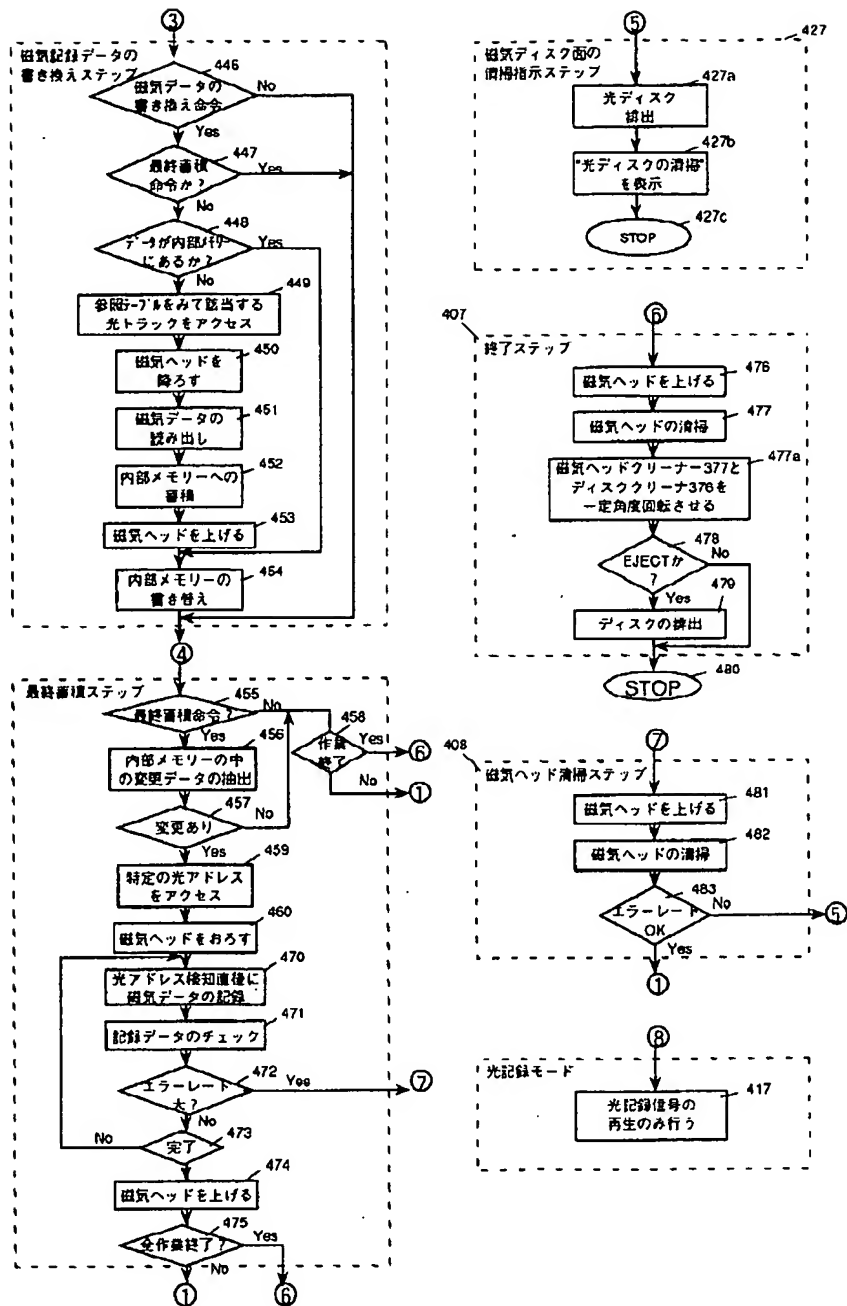 ③
磁気記録データの
書き換えステップ
446
磁気データの
書き換え命令
No
Yes
447
最終蓄積
命令か?
Yes
No
448
データが内部メモリー
にあるか?
Yes
No
449
参照テーブルをみて該当する
光トラックをアクセス
450
磁気ヘッドを
降ろす
451
磁気データの
読み出し
452
内部メモリーへの
蓄積
453
磁気ヘッドを上げる
454
内部メモリーの
書き替え
④
最終蓄積ステップ
455
最終蓄積命令?
No
Yes
456
内部メモリーの中
の変更データの抽出
457
変更あり
No
Yes
458
作業
終了
Yes
⑥
No
①
459
特定の光アドレス
をアクセス
460
磁気ヘッドをおろす
470
光アドレス検知直後に
磁気データの記録
471
記録データのチェック
472
エラーレート
大?
Yes
⑦
No
473
完了
No
474
磁気ヘッドを上げる
475
全作業終了?
Yes
No
①
⑥
⑤
427
磁気ディスク面の
清掃指示ステップ
427a
光ディスク
排出
427b
"光ディスクの清掃"
を表示
427c
STOP
⑥
407
終了ステップ
476
磁気ヘッドを上げる
477
磁気ヘッドの清掃
477a
磁気ヘッドクリーナー377と
ディスククリーナ376を
一定角度回転させる
478
EJECTか
?
No
Yes
479
ディスクの排出
480
STOP
⑦
408
磁気ヘッド清掃ステップ
481
磁気ヘッドを上げる
482
磁気ヘッドの清掃
483
エラーレート
OK
No
⑤
Yes
①
⑧
光記録モード
417
光記録信号の
再生のみ行う